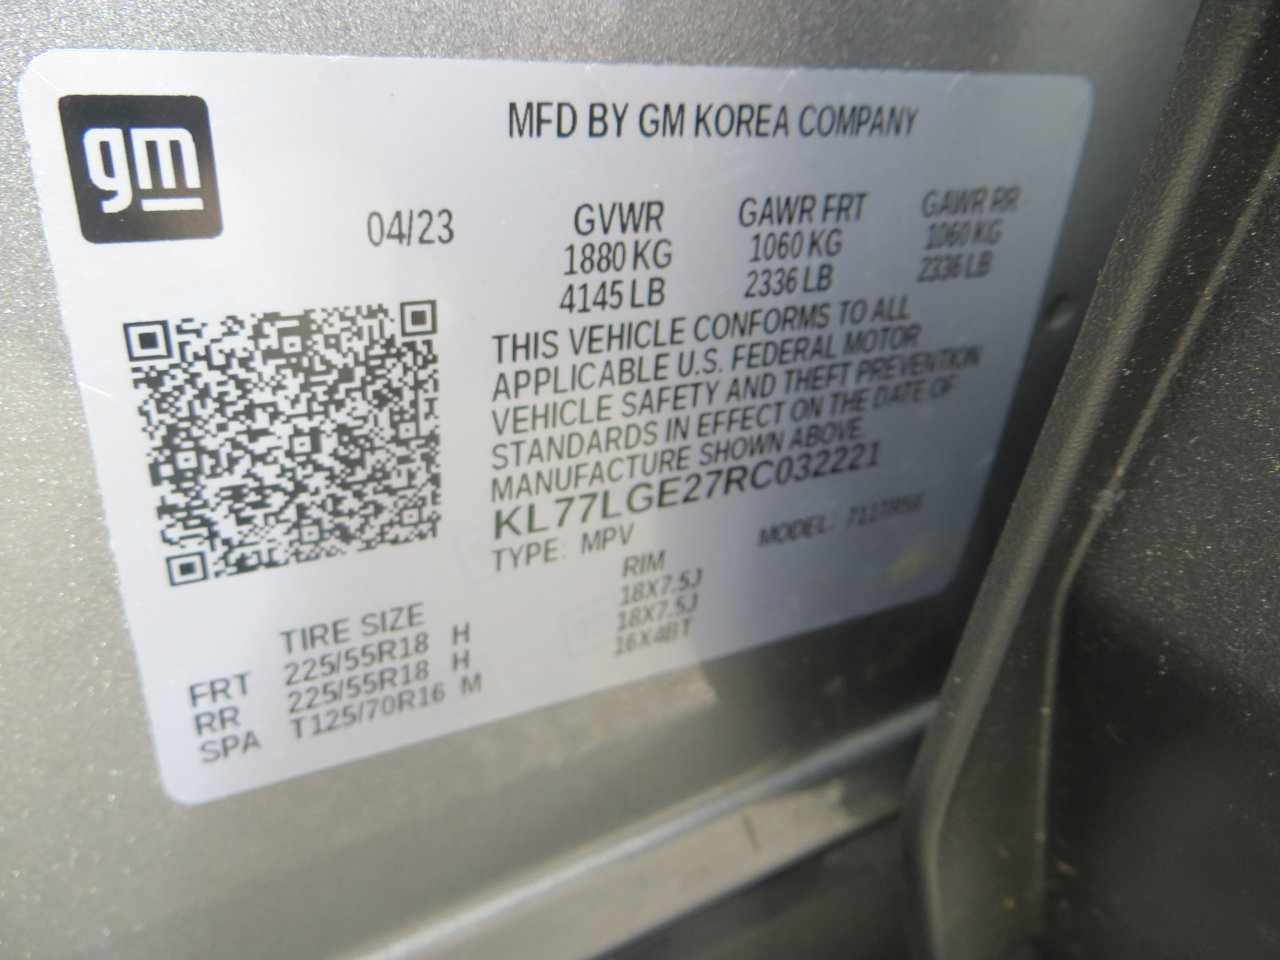 gm
MFD BY GM KOREA COMPANY
04/23
GVWR GAWR FRT GAWR RR
1880 KG 1060 KG 1060 KG
4145 LB 2336 LB 2336 LB
THIS VEHICLE CONFORMS TO ALL
APPLICABLE U.S. FEDERAL MOTOR
VEHICLE SAFETY AND THEFT PREVENTION
STANDARDS IN EFFECT ON THE DATE OF
MANUFACTURE SHOWN ABOVE
KL77LGE27RC032221
TYPE: MPV MODEL:
TIRE SIZE RIM
FRT 225/55R18 H 18X7.5J
RR 225/55R18 H 18X7.5J
SPA T125/70R16 M 16X4BT